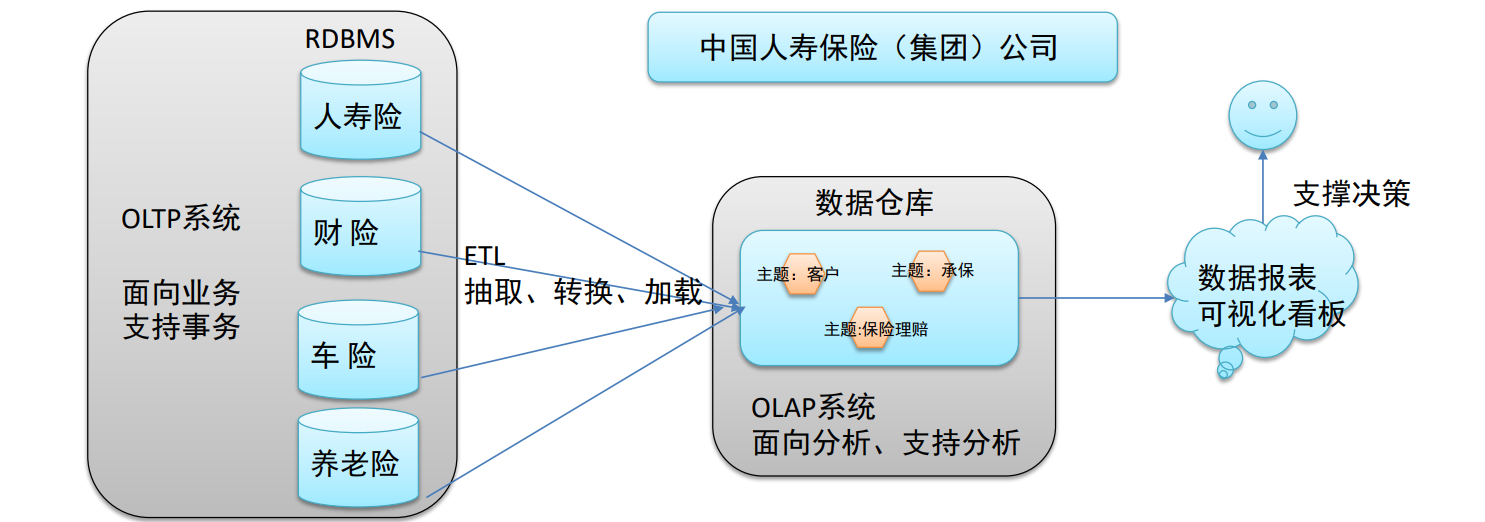 RDBMS
人寿险
财 险
车 险
养老险
OLTP系统
面向业务
支持事务
中国人寿保险（集团）公司
ETL
抽取、转换、加载
数据仓库
主题：客户
主题：承保
主题:保险理赔
OLAP系统
面向分析、支持分析
支撑决策
数据报表
可视化看板